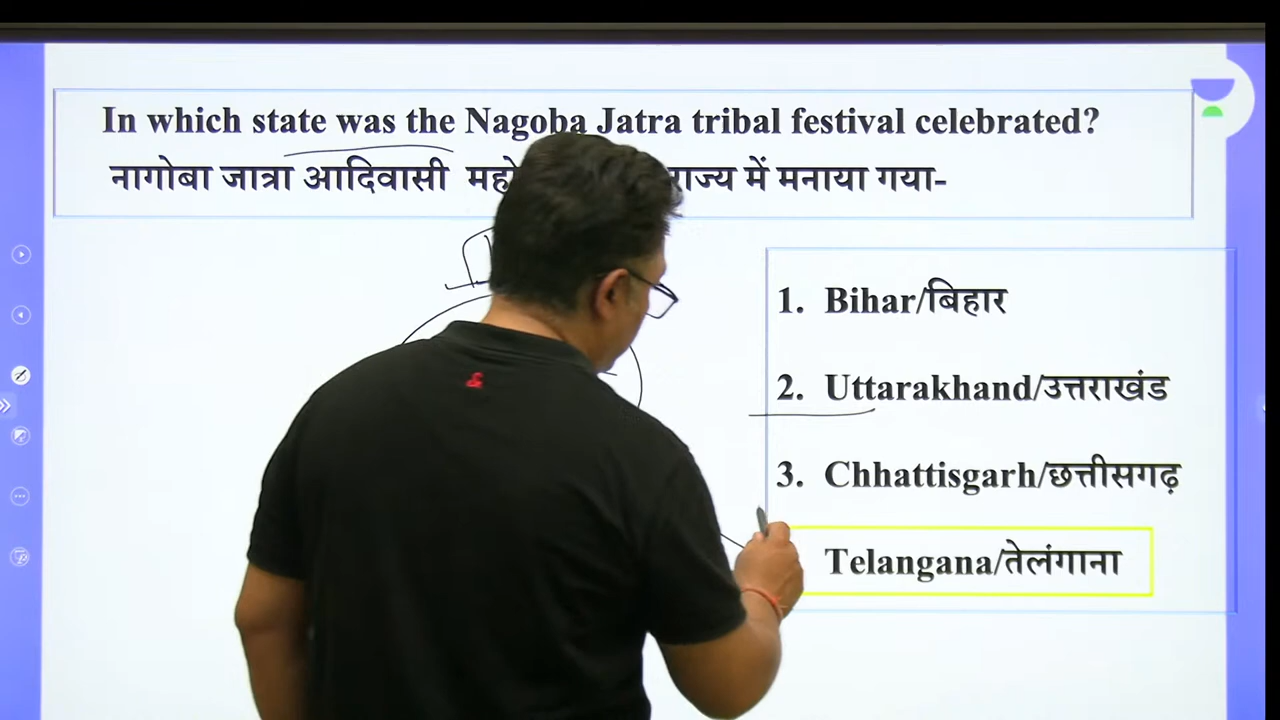 In which state was the Nagoba Jatra tribal festival celebrated?
नागोबा जात्रा आदिवासी राज्य में मनाया गया-
1. Bihar/बिहार
2. Uttarakhand/उत्तराखंड
3. Chhattisgarh/छत्तीसगढ़
Telangana/तेलंगाना